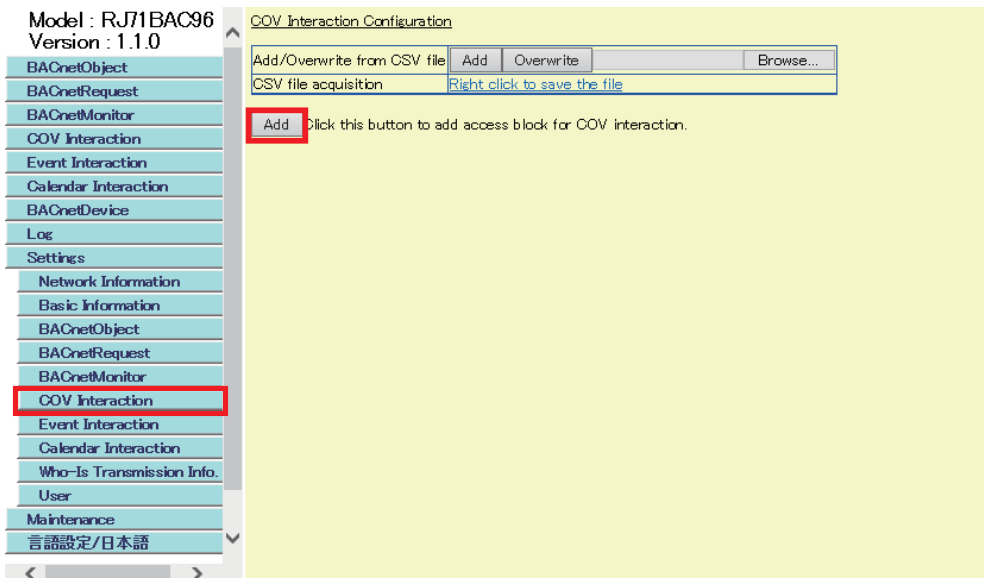 Model : RJ71BAC96
Version : 1.1.0
BACnetObject
BACnetRequest
BACnetMonitor
COV Interaction
Event Interaction
Calendar Interaction
BACnetDevice
Log
Settings
Network Information
Basic Information
BACnetObject
BACnetRequest
BACnetMonitor
COV Interaction
Event Interaction
Calendar Interaction
Who-Is Transmission Info.
User
Maintenance
言語設定/日本語
COV Interaction Configuration
Add/Overwrite from CSV file Add Overwrite Browse...
CSV file acquisition Right click to save the file
Add Click this button to add access block for COV interaction.